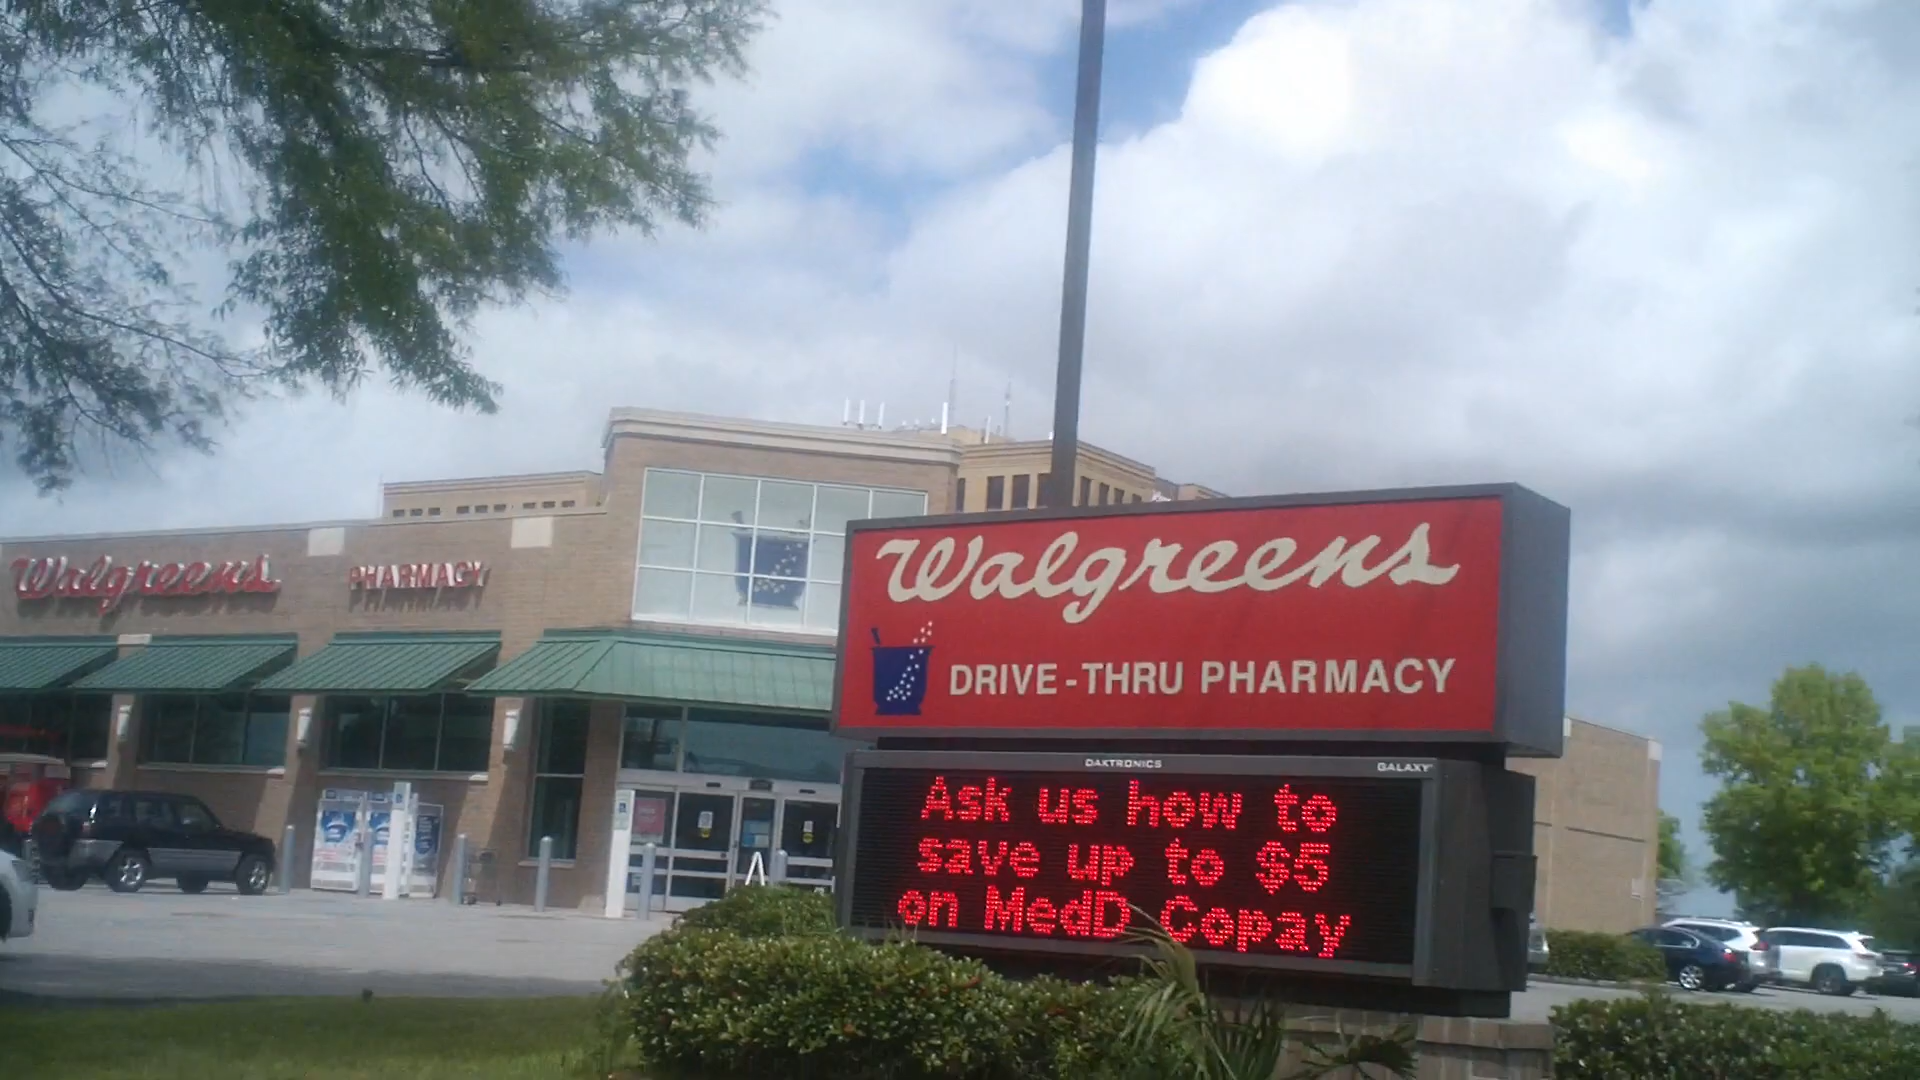 Walgreens
PHARMACY
Walgreens
DRIVE-THRU PHARMACY
DAKTRONICS GALAXY
Ask us how to
save up to $5
on MedD Copay